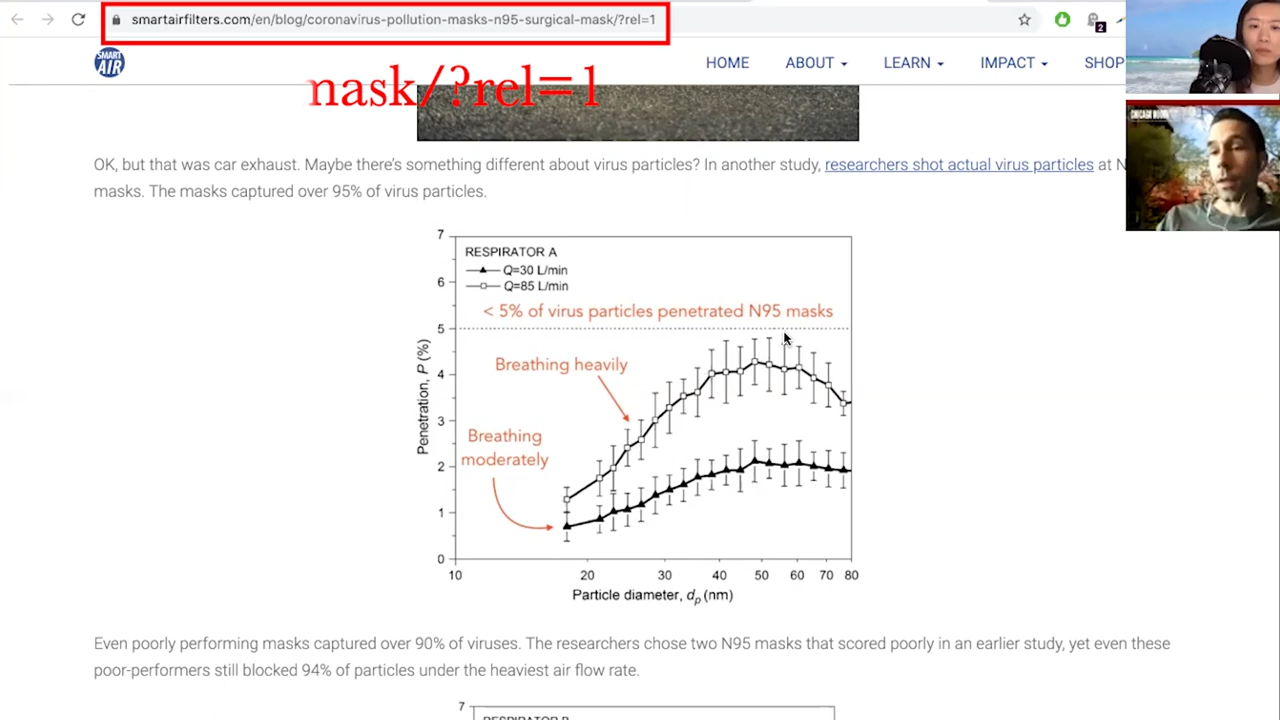 smartairfilters.com/en/blog/coronavirus-pollution-masks-n95-surgical-mask/?rel=1
2
SMART
AIR
HOME
ABOUT
LEARN
IMPACT
SHOP
nask/?rel=1
CHICAGO
OK, but that was car exhaust. Maybe there's something different about virus particles? In another study, researchers shot actual virus particles at N
masks. The masks captured over 95% of virus particles.
7
RESPIRATOR A
Q=30 L/min
6
Q=85 L/min
< 5% of virus particles penetrated N95 masks
5
Breathing heavily
4
3
Breathing
moderately
2
1
0
Penetration, P (%)
10 20 30 40 50 60 70 80
Particle diameter, dp (nm)
Even poorly performing masks captured over 90% of viruses. The researchers chose two N95 masks that scored poorly in an earlier study, yet even these
poor-performers still blocked 94% of particles under the heaviest air flow rate.
7
RESPIRATOR B